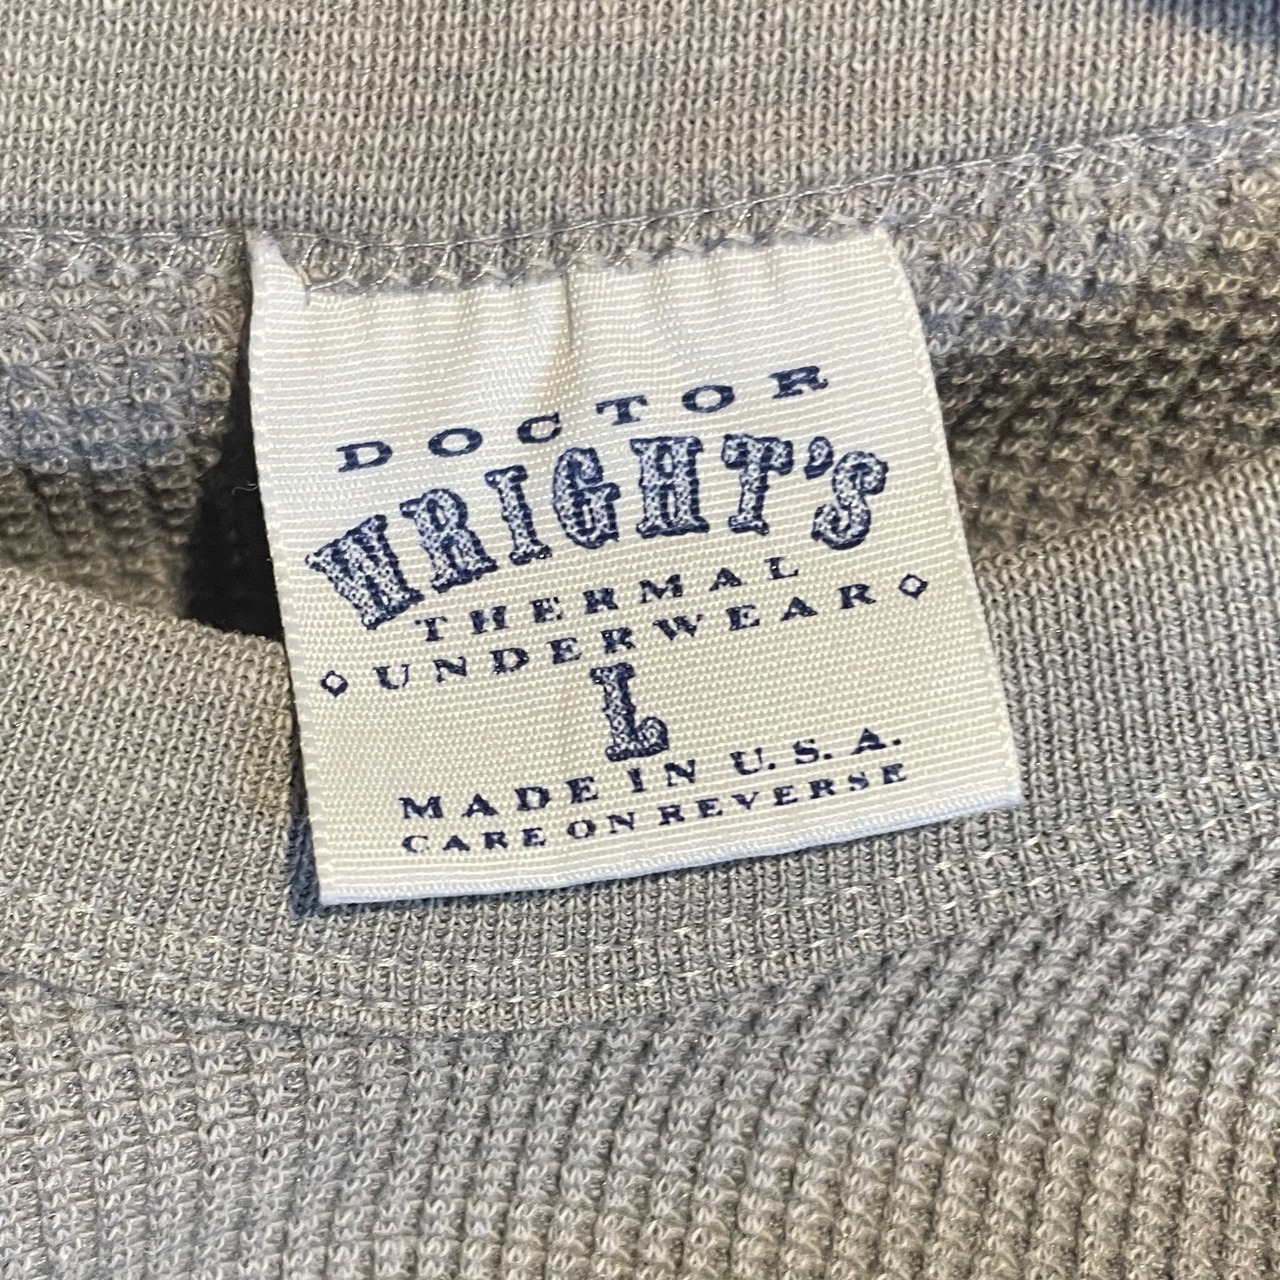 DOCTOR
WRIGHT'S
THERMAL
UNDERWEAR
L
MADE IN U.S.A.
CARE ON REVERSE